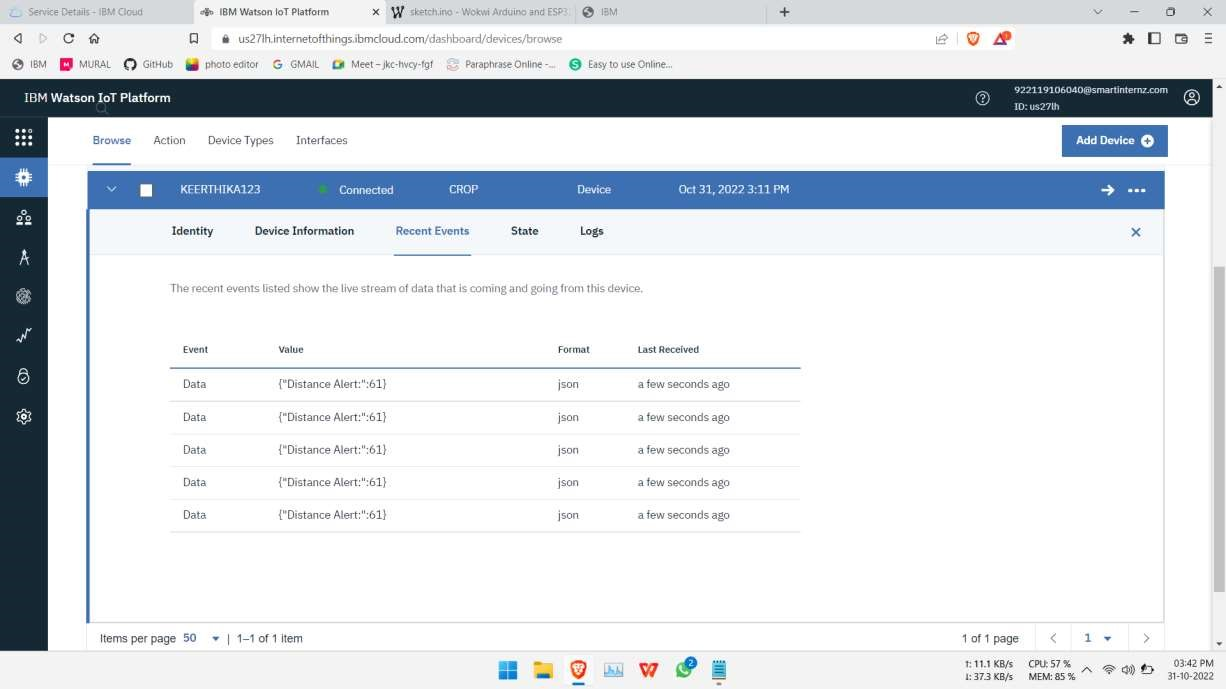 Service Details - IBM Cloud
IBM Watson IoT Platform
sketch.ino - Wokwi Arduino and ESP3
IBM
us27lh.internetofthings.ibmcloud.com/dashboard/devices/browse
IBM
MURAL
GitHub
photo editor
GMAIL
Meet – jkc-hvcy-fgf
Paraphrase Online -...
Easy to use Online...
IBM Watson IoT Platform
922119106040@smartinternz.com
ID: us27lh
Browse Action Device Types Interfaces
Add Device
KEERTHIKA123 Connected CROP Device Oct 31, 2022 3:11 PM
Identity Device Information Recent Events State Logs
The recent events listed show the live stream of data that is coming and going from this device.
Event Value Format Last Received
Data {"Distance Alert:":61} json a few seconds ago
Data {"Distance Alert:":61} json a few seconds ago
Data {"Distance Alert:":61} json a few seconds ago
Data {"Distance Alert:":61} json a few seconds ago
Data {"Distance Alert:":61} json a few seconds ago
Items per page 50 | 1–1 of 1 item
1 of 1 page 1
2
↑: 11.1 KB/s CPU: 57 %
↓: 37.3 KB/s MEM: 85 %
03:42 PM
31-10-2022